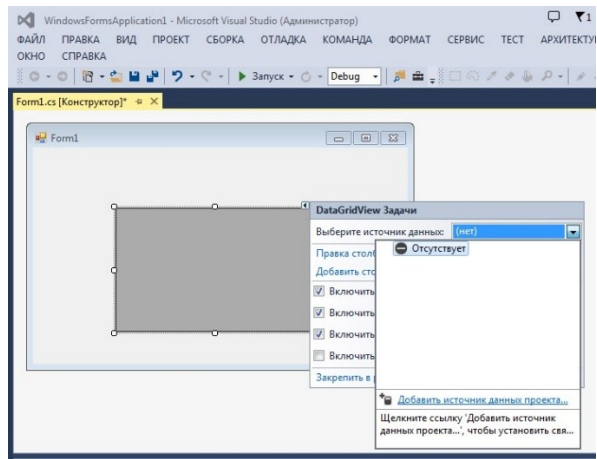 WindowsFormsApplication1 - Microsoft Visual Studio (Администратор)
1
ФАЙЛ ПРАВКА ВИД ПРОЕКТ СБОРКА ОТЛАДКА КОМАНДА ФОРМАТ СЕРВИС ТЕСТ АРХИТЕКТУ
ОКНО СПРАВКА
Запуск Debug
Form1.cs [Конструктор]*
Form1
DataGridView Задачи
Выберите источник данных: (нет)
Отсутствует
Правка столб
Добавить сто
Включить
Включить
Включить
Включить
Закрепить в р
Добавить источник данных проекта...
Щелкните ссылку 'Добавить источник
данных проекта...', чтобы установить свя...